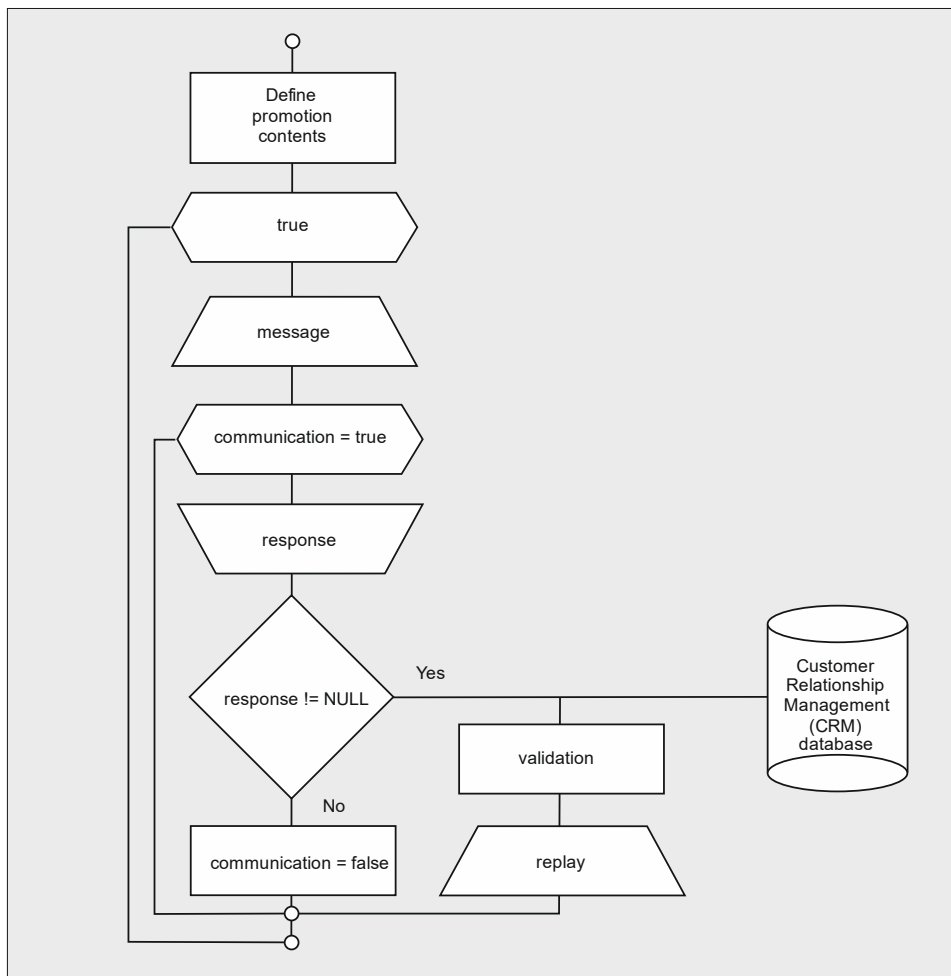 Define
promotion
contents
true
message
communication = true
response
response != NULL
Yes
Customer
Relationship
Management
(CRM)
database
validation
No
communication = false
replay